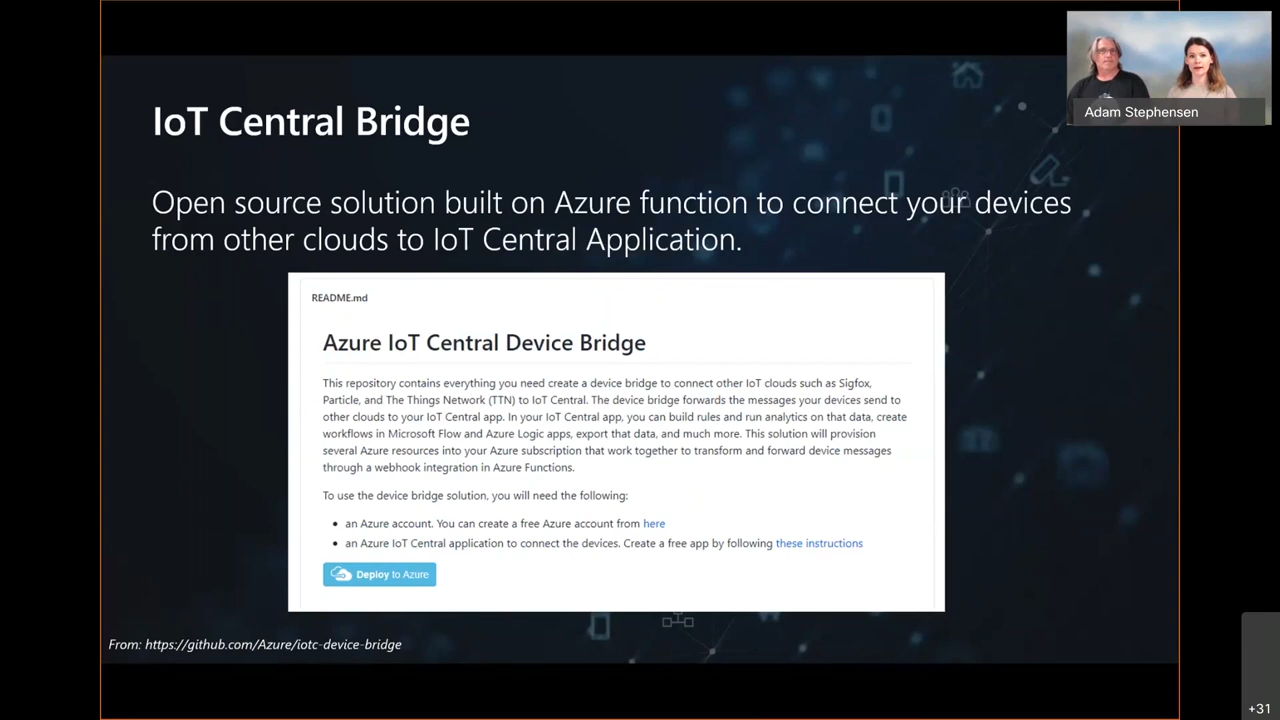 IoT Central Bridge
Adam Stephensen
Open source solution built on Azure function to connect your devices
from other clouds to IoT Central Application.
README.md
Azure IoT Central Device Bridge
This repository contains everything you need create a device bridge to connect other IoT clouds such as Sigfox,
Particle, and The Things Network (TTN) to IoT Central. The device bridge forwards the messages your devices send to
other clouds to your IoT Central app. In your IoT Central app, you can build rules and run analytics on that data, create
workflows in Microsoft Flow and Azure Logic apps, export that data, and much more. This solution will provision
several Azure resources into your Azure subscription that work together to transform and forward device messages
through a webhook integration in Azure Functions.
To use the device bridge solution, you will need the following:
• an Azure account. You can create a free Azure account from here
• an Azure IoT Central application to connect the devices. Create a free app by following these instructions
Deploy to Azure
From: https://github.com/Azure/iotc-device-bridge
+31